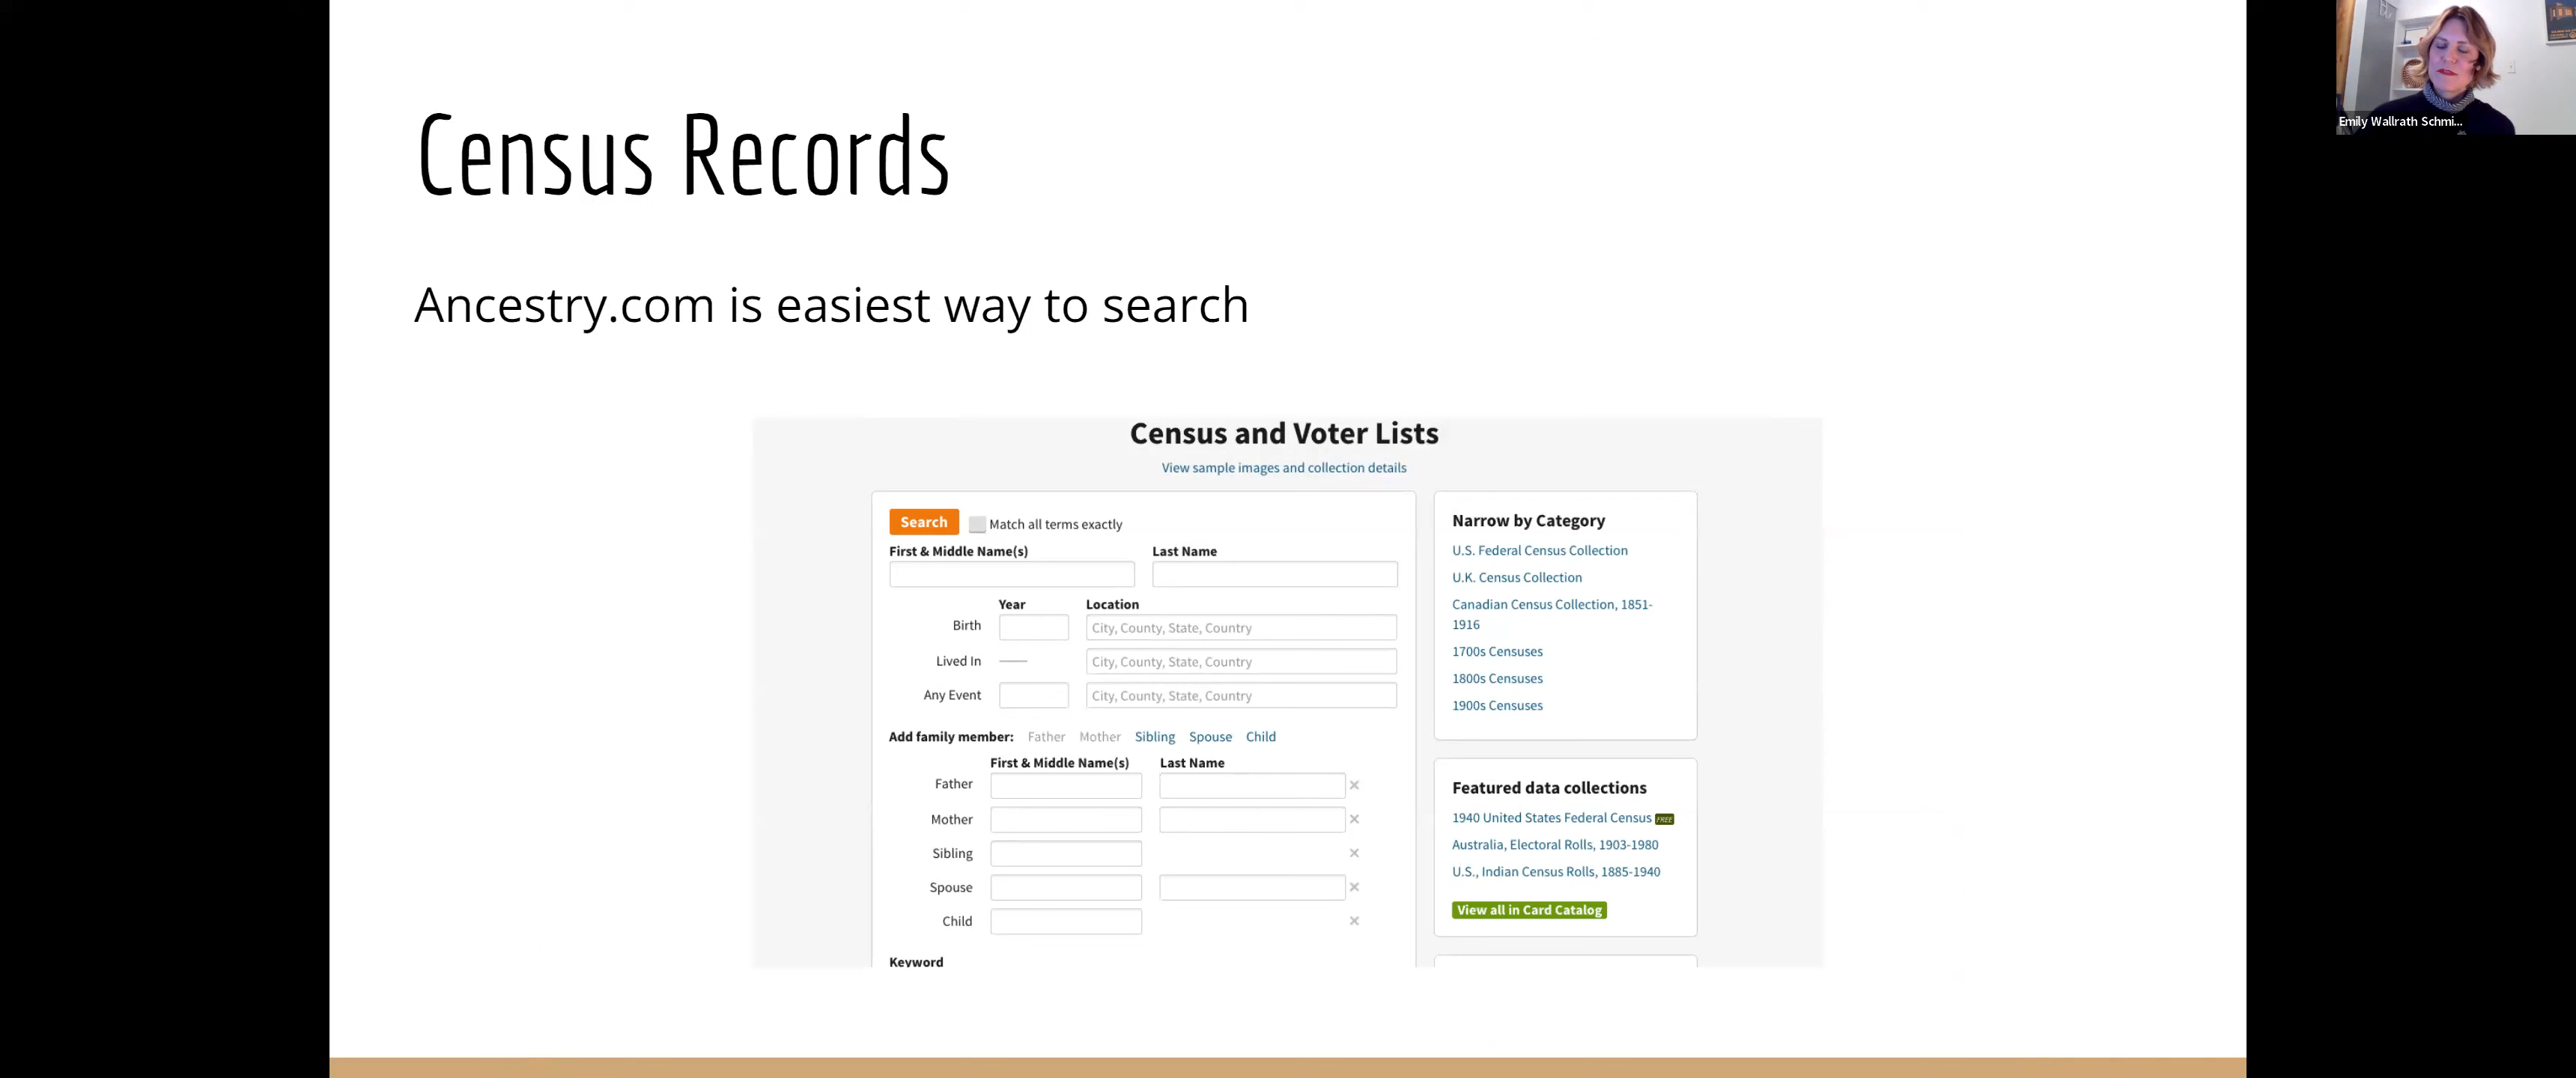 Census Records
Ancestry.com is easiest way to search
Census and Voter Lists
View sample images and collection details
Search
Match all terms exactly
First & Middle Name(s) Last Name
Year Location
Birth City, County, State, Country
Lived In City, County, State, Country
Any Event City, County, State, Country
Add family member: Father Mother Sibling Spouse Child
First & Middle Name(s) Last Name
Father
Mother
Sibling
Spouse
Child
Keyword
Narrow by Category
U.S. Federal Census Collection
U.K. Census Collection
Canadian Census Collection, 1851-
1916
1700s Censuses
1800s Censuses
1900s Censuses
Featured data collections
1940 United States Federal Census FREE
Australia, Electoral Rolls, 1903-1980
U.S., Indian Census Rolls, 1885-1940
View all in Card Catalog
Emily Wallrath Schmi...